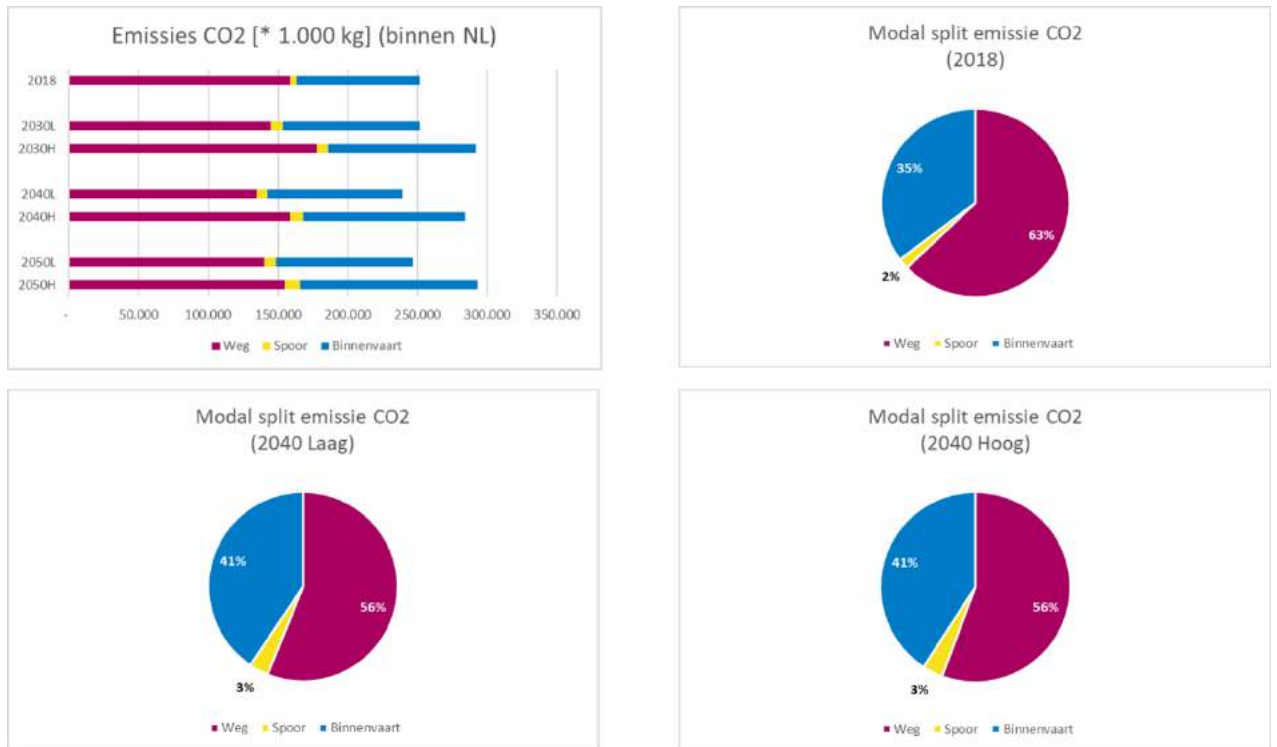 Emissies CO2 [* 1.000 kg] (binnen NL)
2018
2030L
2030H
2040L
2040H
2050L
2050H
- 50.000 100.000 150.000 200.000 250.000 300.000 350.000
Weg Spoor Binnenvaart
Modal split emissie CO2
(2018)
35%
63%
2%
Weg Spoor Binnenvaart
Modal split emissie CO2
(2040 Laag)
41%
56%
3%
Weg Spoor Binnenvaart
Modal split emissie CO2
(2040 Hoog)
41%
56%
3%
Weg Spoor Binnenvaart